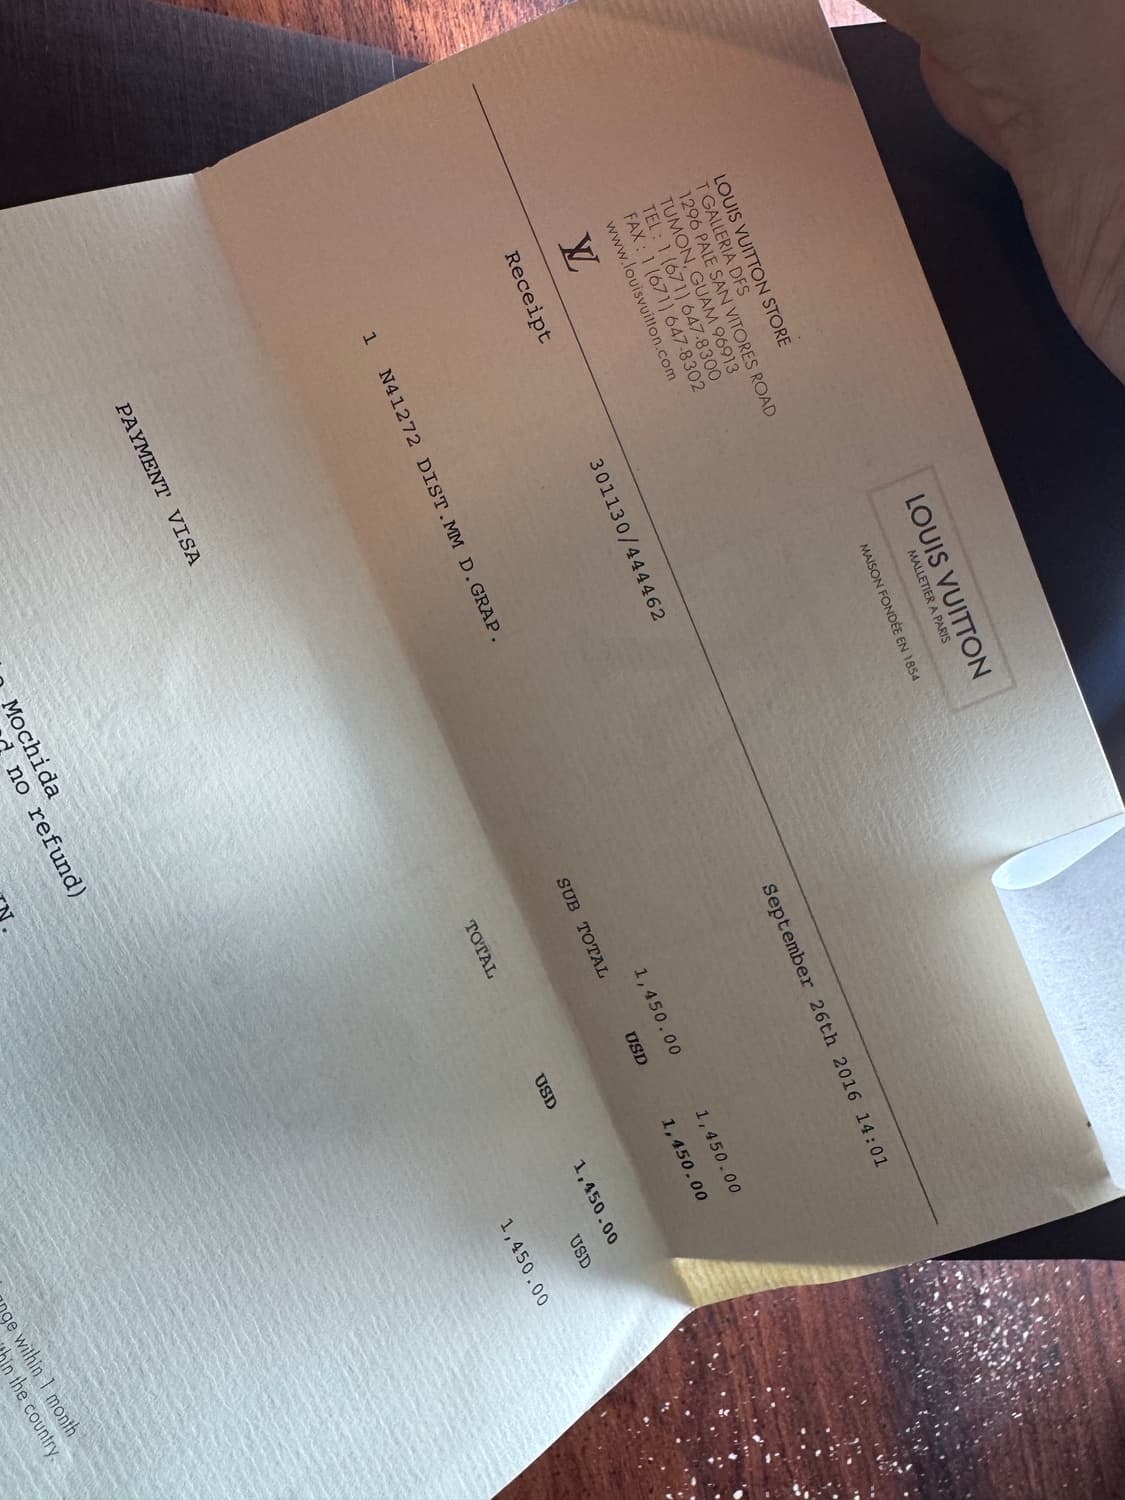 LOUIS VUITTON
MALLETIER A PARIS
MAISON FONDÉE EN 1854
LOUIS VUITTON STORE
T GALLERIA DFS
1296 PALE SAN VITORES ROAD
TUMON, GUAM 96913
TEL : 1 (671) 647-8300
FAX : 1 (671) 647-8302
www.louisvuitton.com
LV
Receipt 301130/444462 September 26th 2016 14:01
1 N41272 DIST.MM D.GRAP. 1,450.00 1,450.00
SUB TOTAL USD 1,450.00
TOTAL USD 1,450.00
PAYMENT VISA 1,450.00 USD
Mochida
no refund)
IN.
within 1 month
the country.